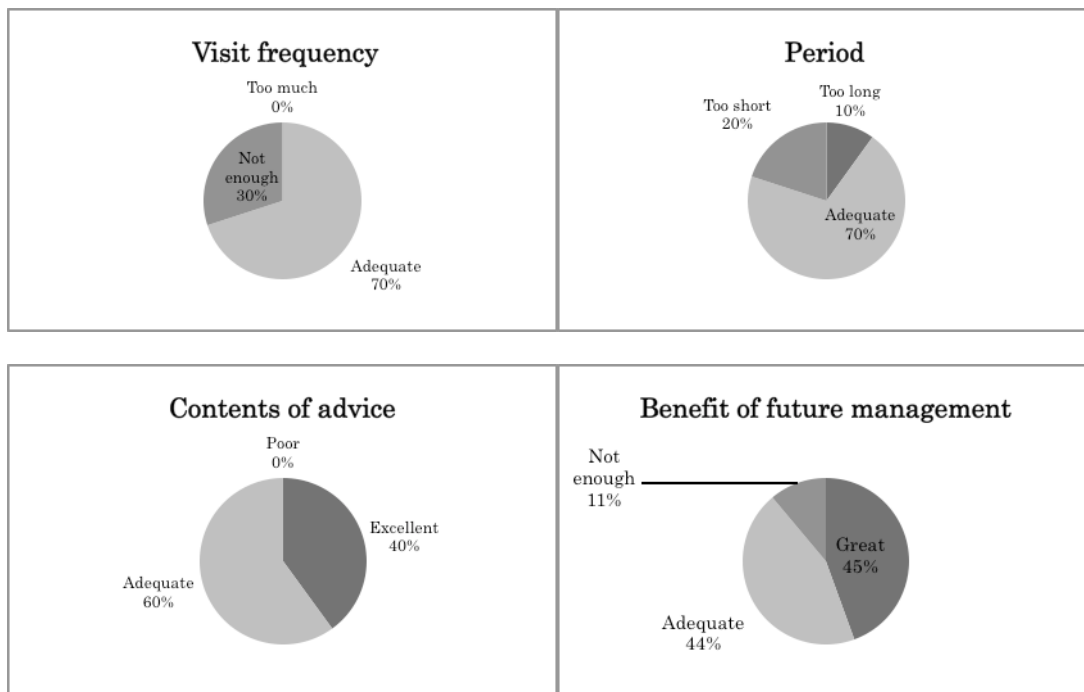 Visit frequency
Too much
0%
Not
enough
30%
Adequate
70%
Period
Too long
10%
Too short
20%
Adequate
70%
Contents of advice
Poor
0%
Excellent
40%
Adequate
60%
Benefit of future management
Not
enough
11%
Great
45%
Adequate
44%